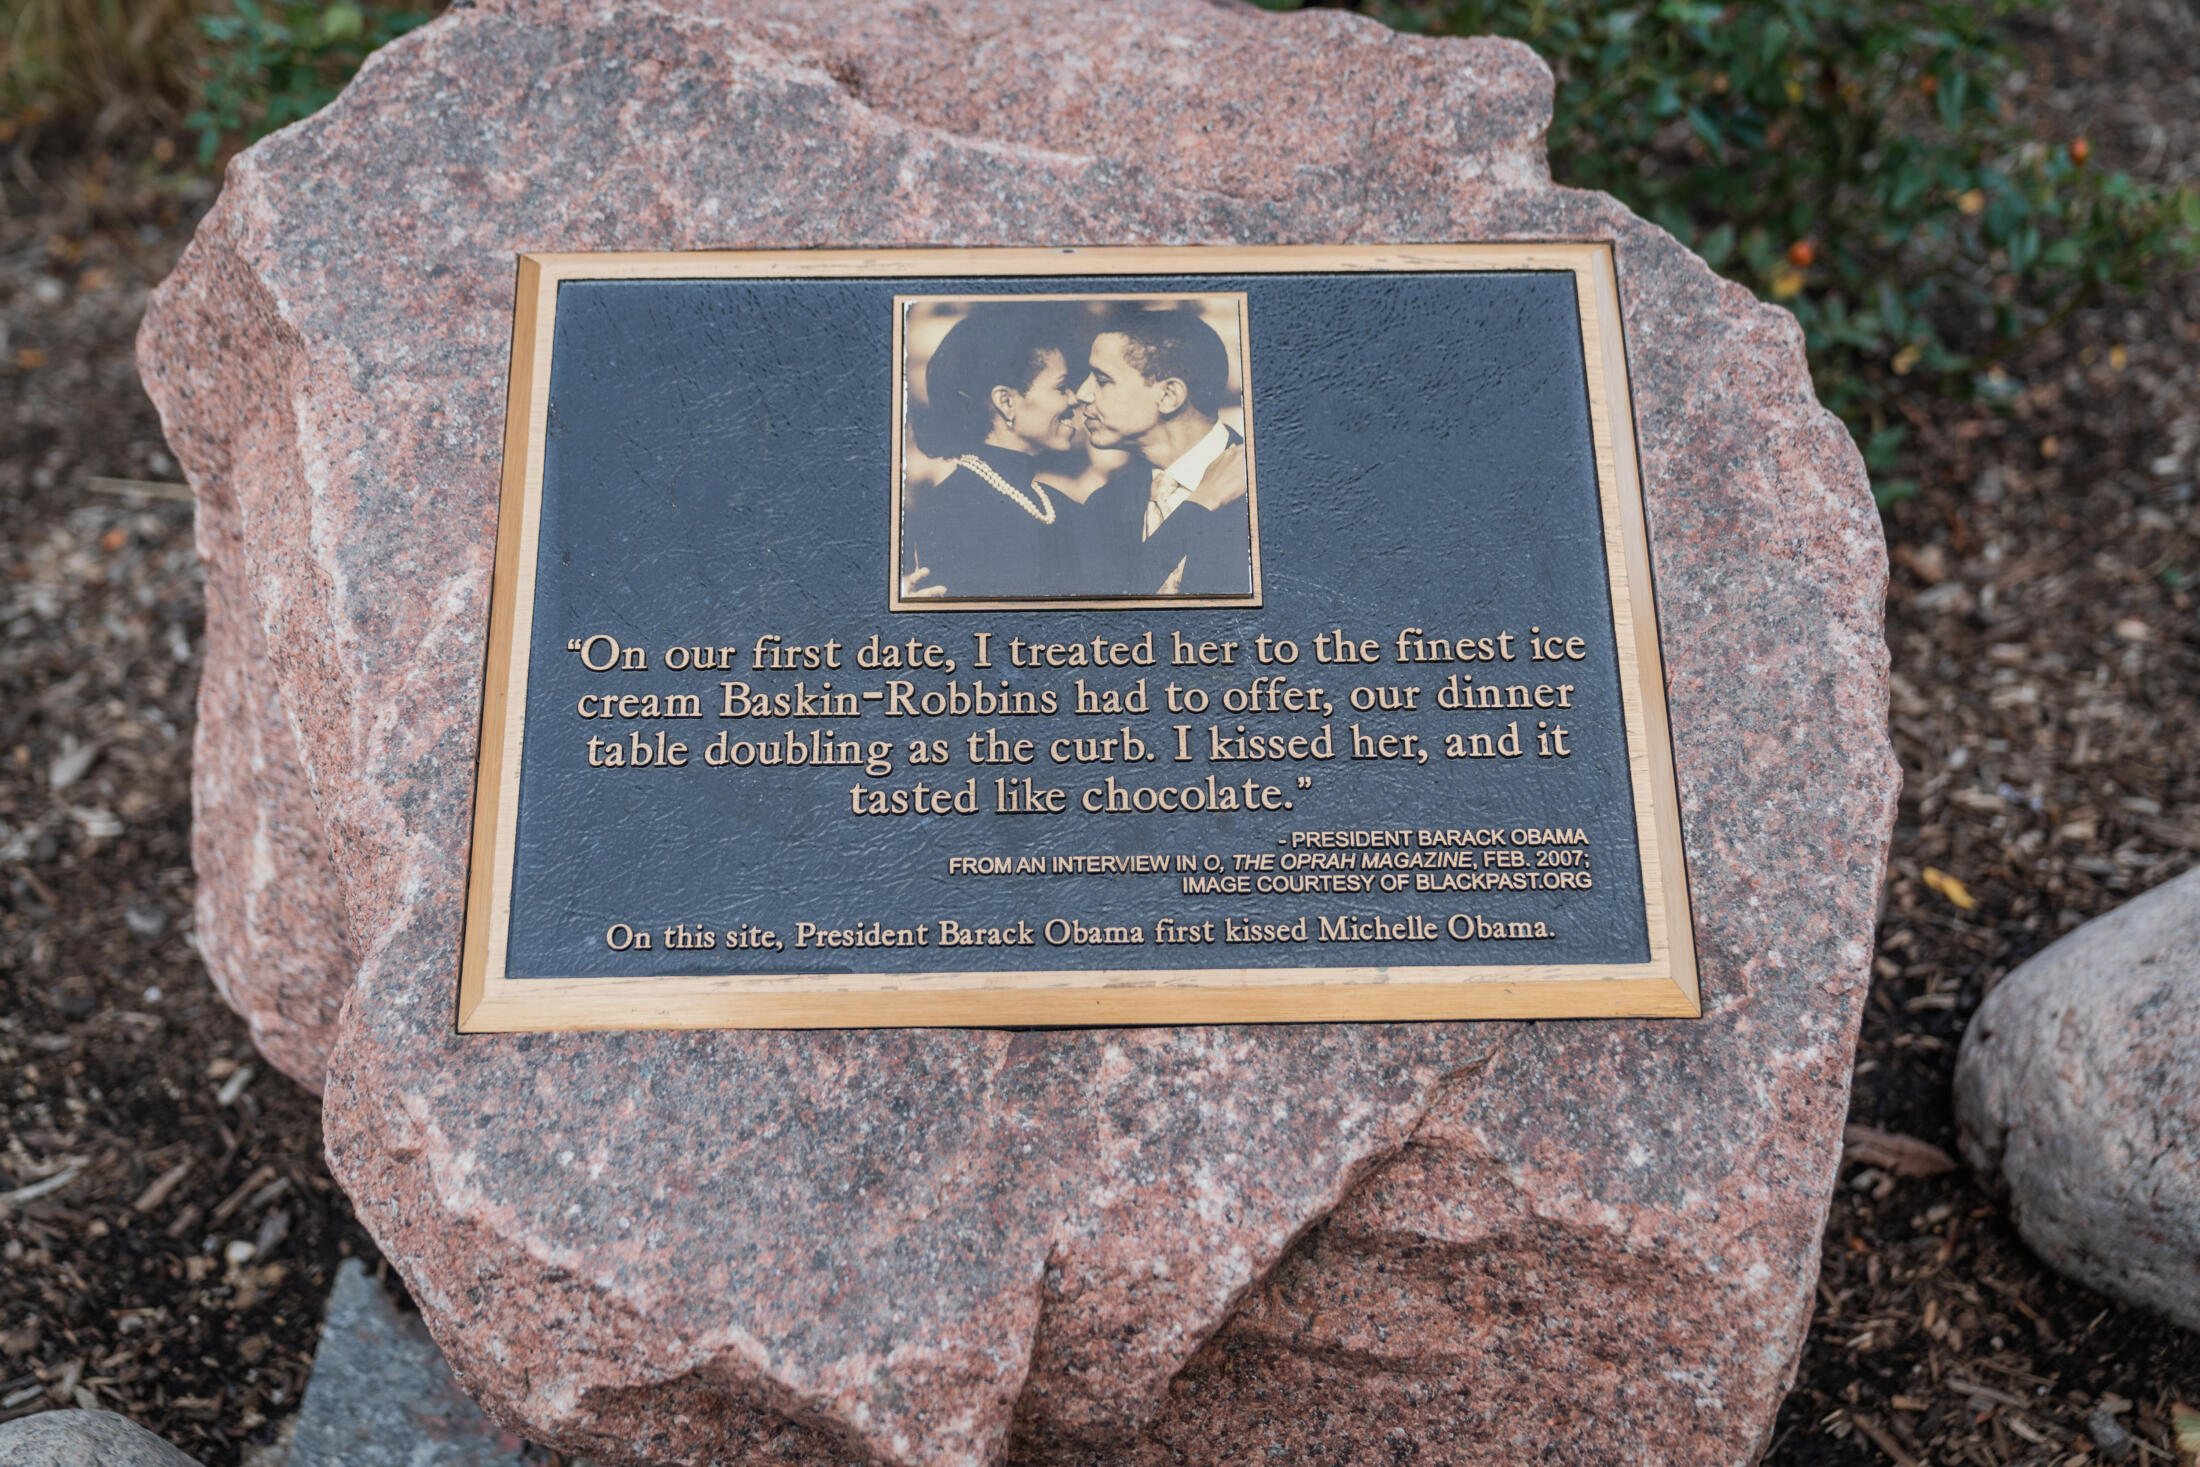 “On our first date, I treated her to the finest ice
cream Baskin-Robbins had to offer, our dinner
table doubling as the curb. I kissed her, and it
tasted like chocolate.”
- PRESIDENT BARACK OBAMA
FROM AN INTERVIEW IN O, THE OPRAH MAGAZINE, FEB. 2007;
IMAGE COURTESY OF BLACKPAST.ORG
On this site, President Barack Obama first kissed Michelle Obama.